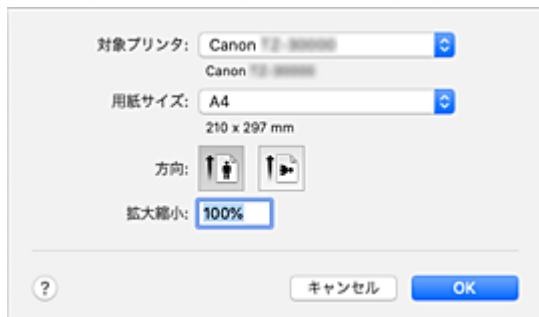 対象プリンタ: Canon
Canon
用紙サイズ: A4
210 x 297 mm
方向:
拡大縮小: 100%
?
キャンセル
OK